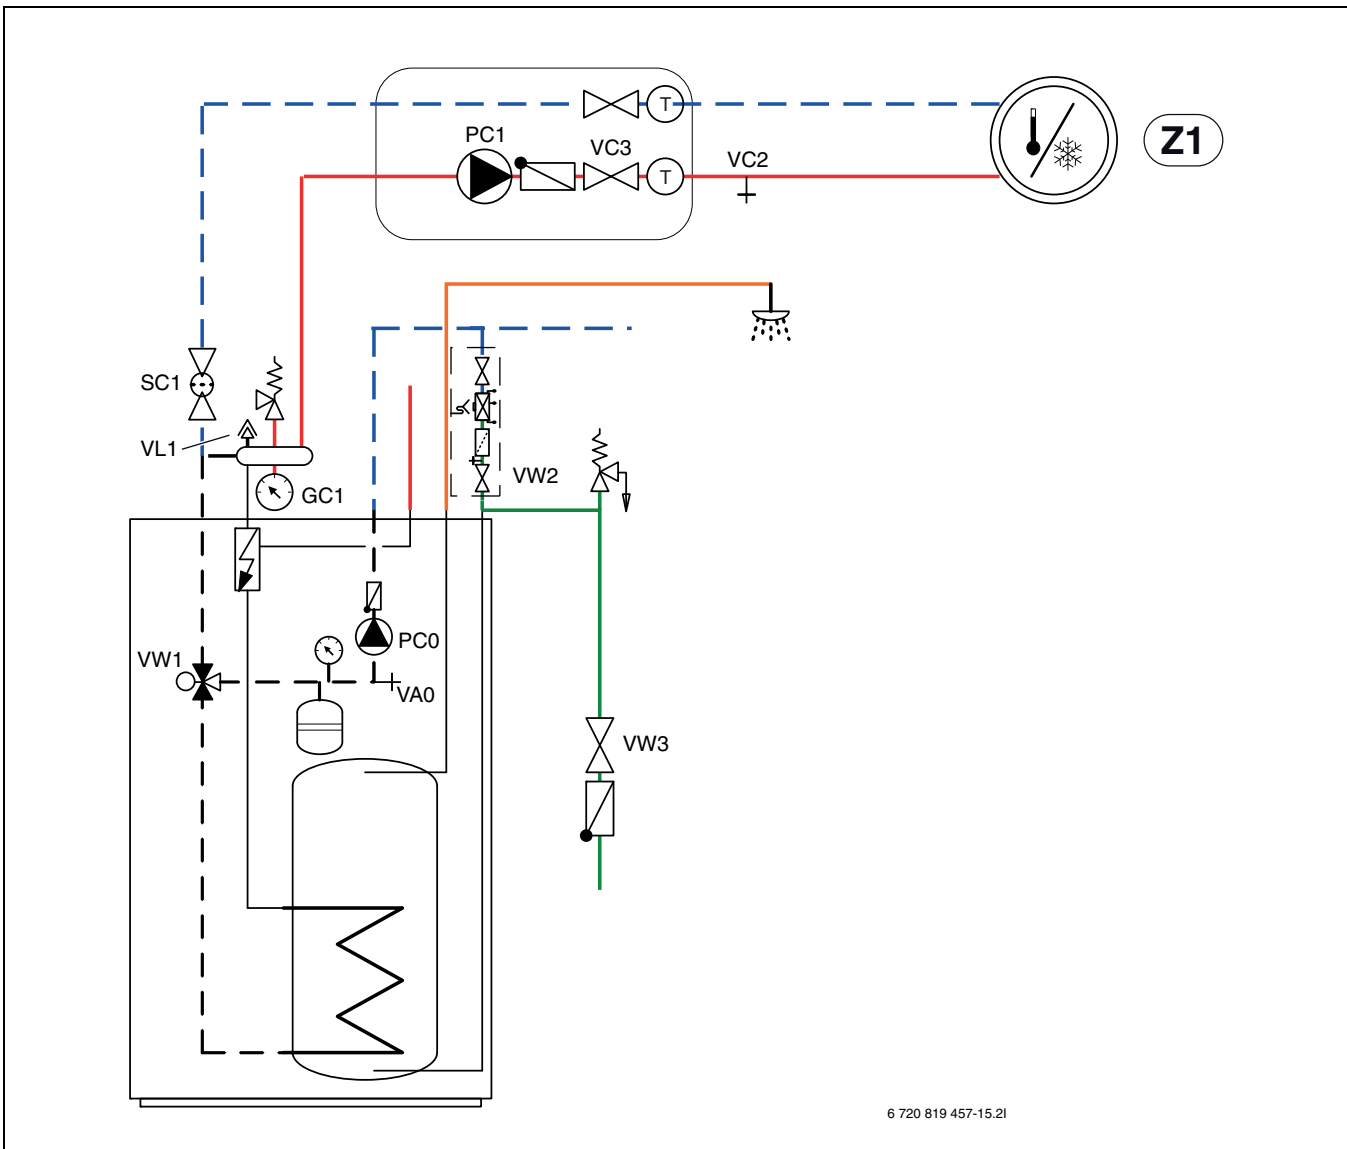 T
PC1
VC3
T
VC2
Z1
SC1
VL1
GC1
VW2
PC0
VW1
VA0
VW3
6 720 819 457-15.2I